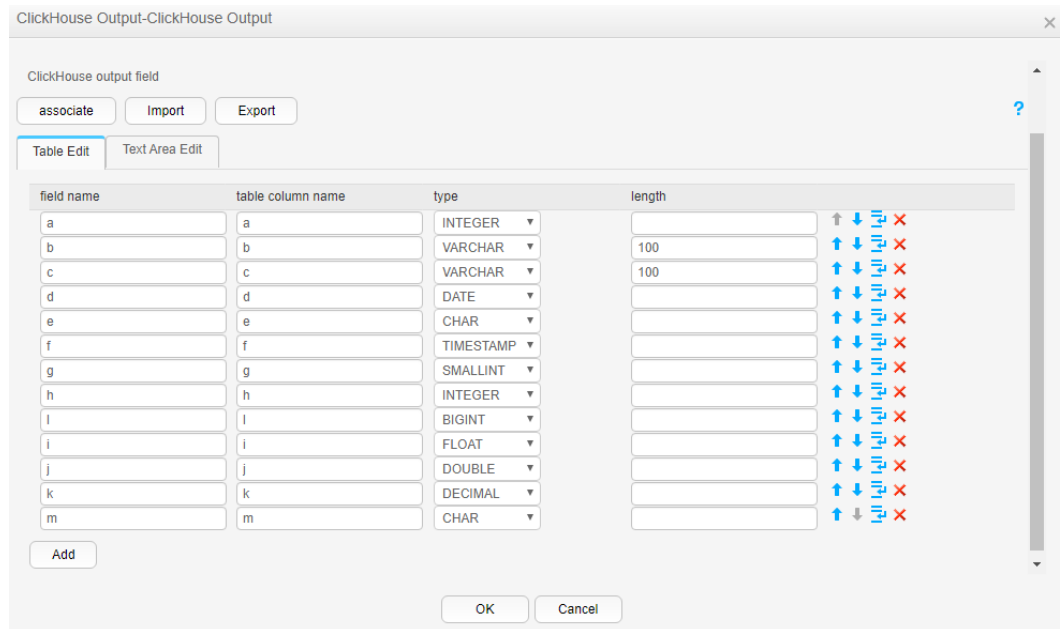 ClickHouse Output-ClickHouse Output
ClickHouse output field
associate Import Export
Table Edit Text Area Edit
field name table column name type length
a a INTEGER
b b VARCHAR 100
c c VARCHAR 100
d d DATE
e e CHAR
f f TIMESTAMP
g g SMALLINT
h h INTEGER
l l BIGINT
i i FLOAT
j j DOUBLE
k k DECIMAL
m m CHAR
Add
OK Cancel